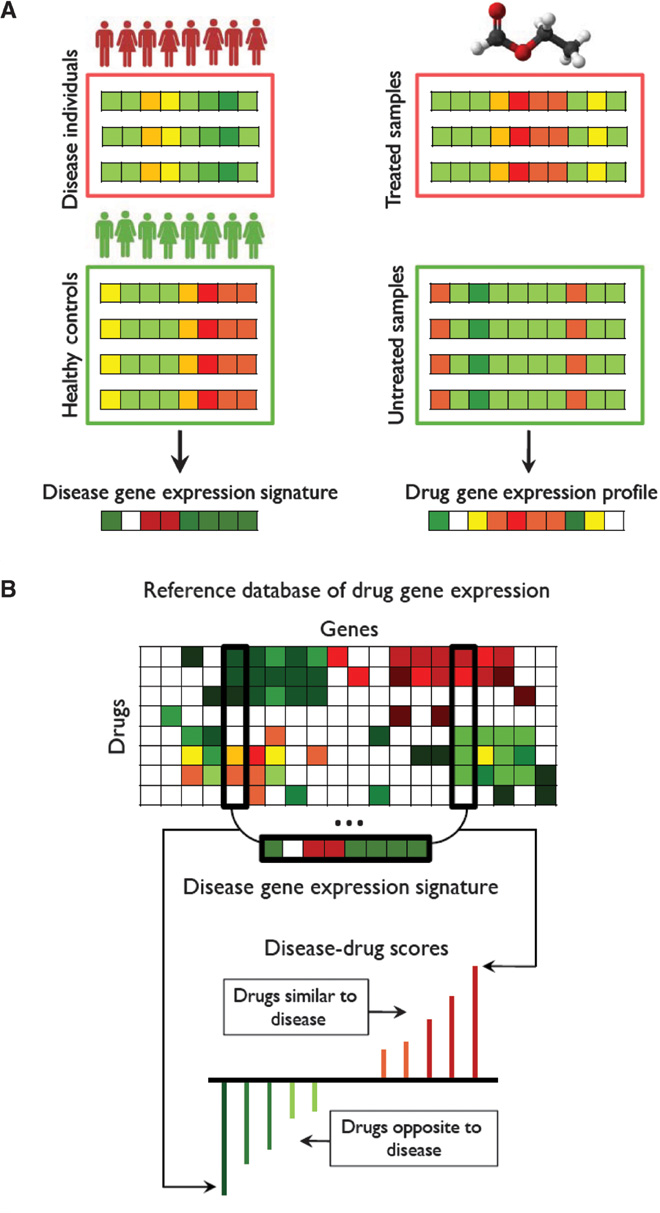 A
Disease individuals
Treated samples
Healthy controls
Untreated samples
Disease gene expression signature
Drug gene expression profile
B
Reference database of drug gene expression
Genes
Drugs
...
Disease gene expression signature
Disease-drug scores
Drugs similar to
disease
Drugs opposite to
disease